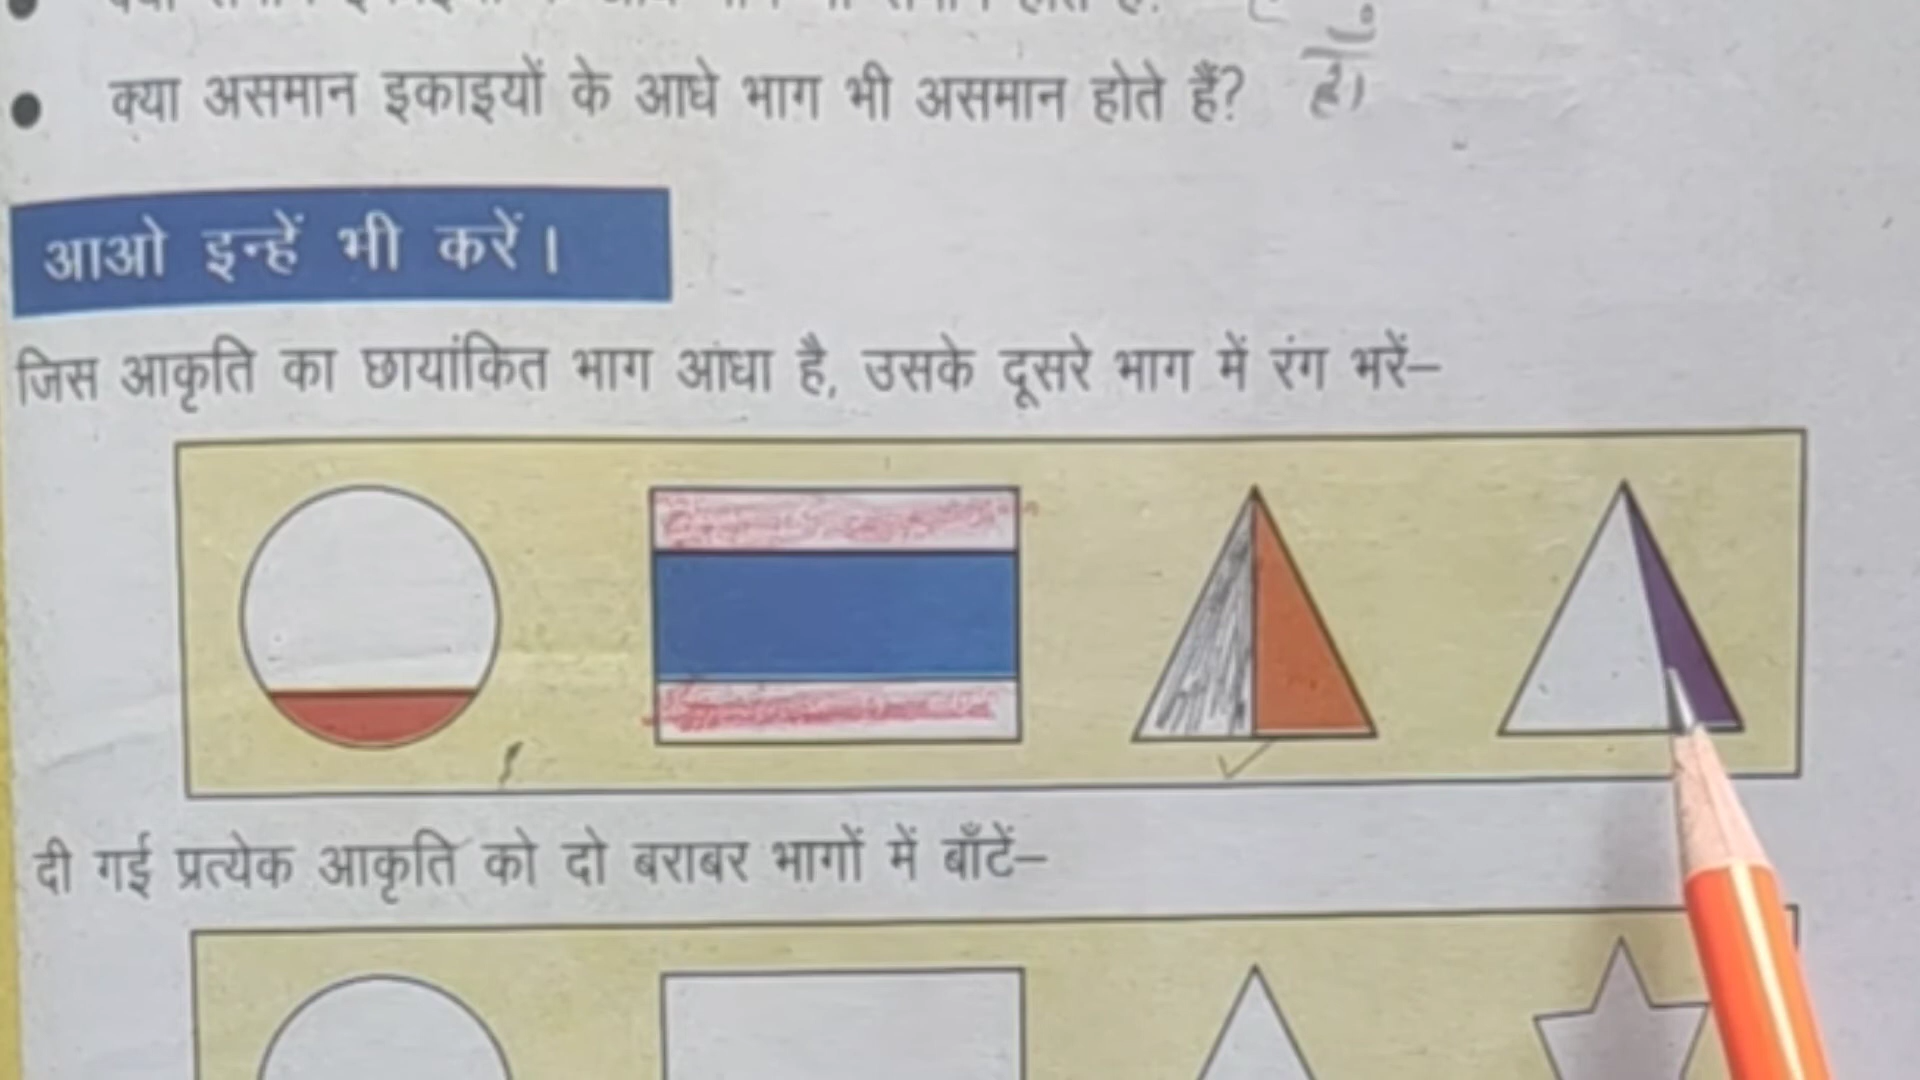 क्या असमान इकाइयों के आधे भाग भी असमान होते हैं?
आओ इन्हें भी करें।
जिस आकृति का छायांकित भाग आधा है, उसके दूसरे भाग में रंग भरें–
दी गई प्रत्येक आकृति को दो बराबर भागों में बाँटें–